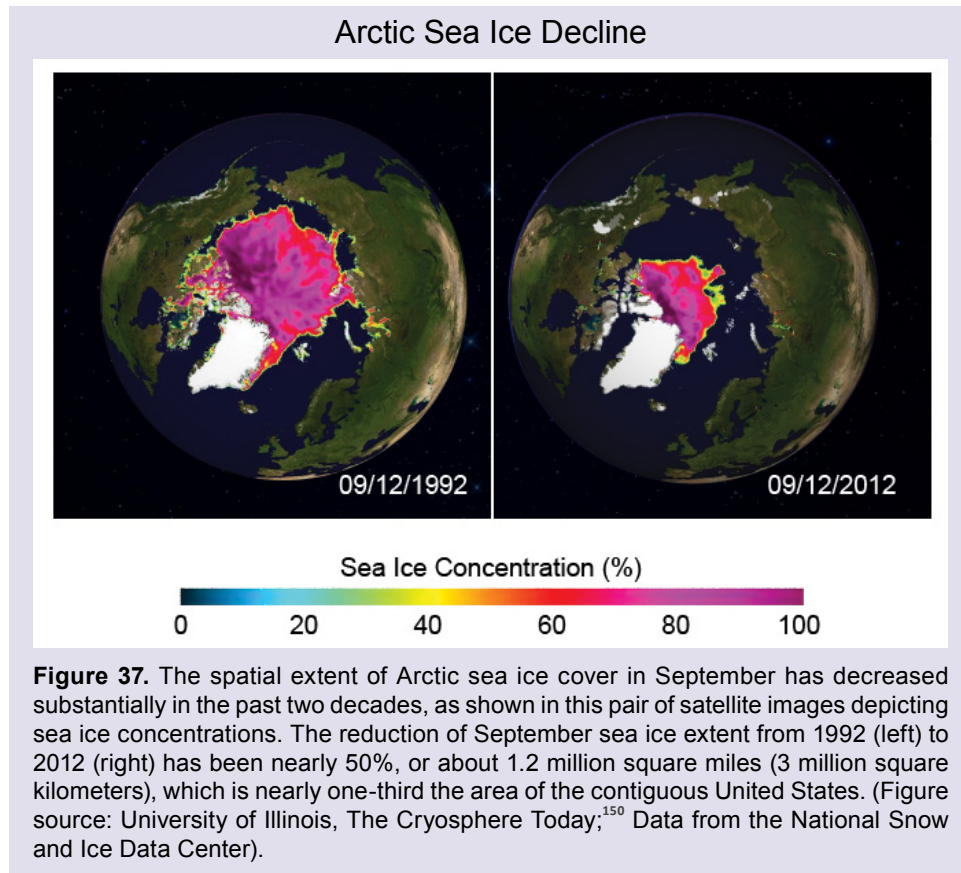 Arctic Sea Ice Decline
09/12/1992
09/12/2012
Sea Ice Concentration (%)
0 20 40 60 80 100
Figure 37. The spatial extent of Arctic sea ice cover in September has decreased
substantially in the past two decades, as shown in this pair of satellite images depicting
sea ice concentrations. The reduction of September sea ice extent from 1992 (left) to
2012 (right) has been nearly 50%, or about 1.2 million square miles (3 million square
kilometers), which is nearly one-third the area of the contiguous United States. (Figure
source: University of Illinois, The Cryosphere Today;150 Data from the National Snow
and Ice Data Center).